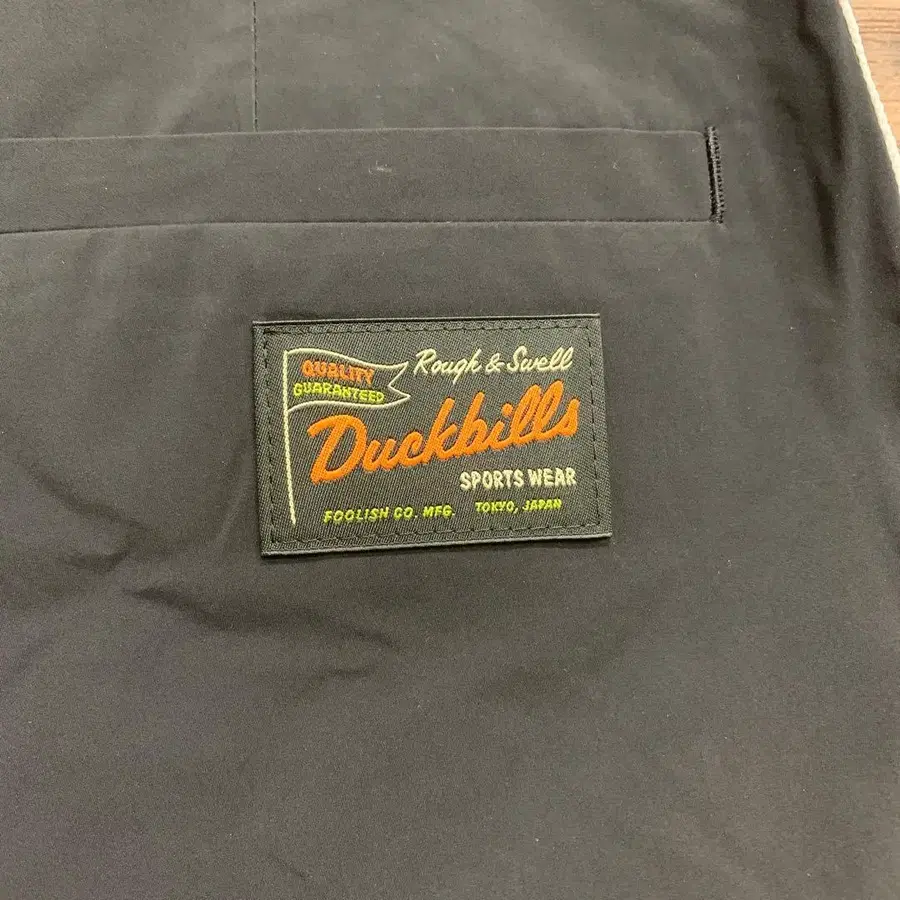 QUALITY
GUARANTEED
Rough & Swell
Duckbills
SPORTS WEAR
FOOLISH CO. MFG. TOKYO, JAPAN